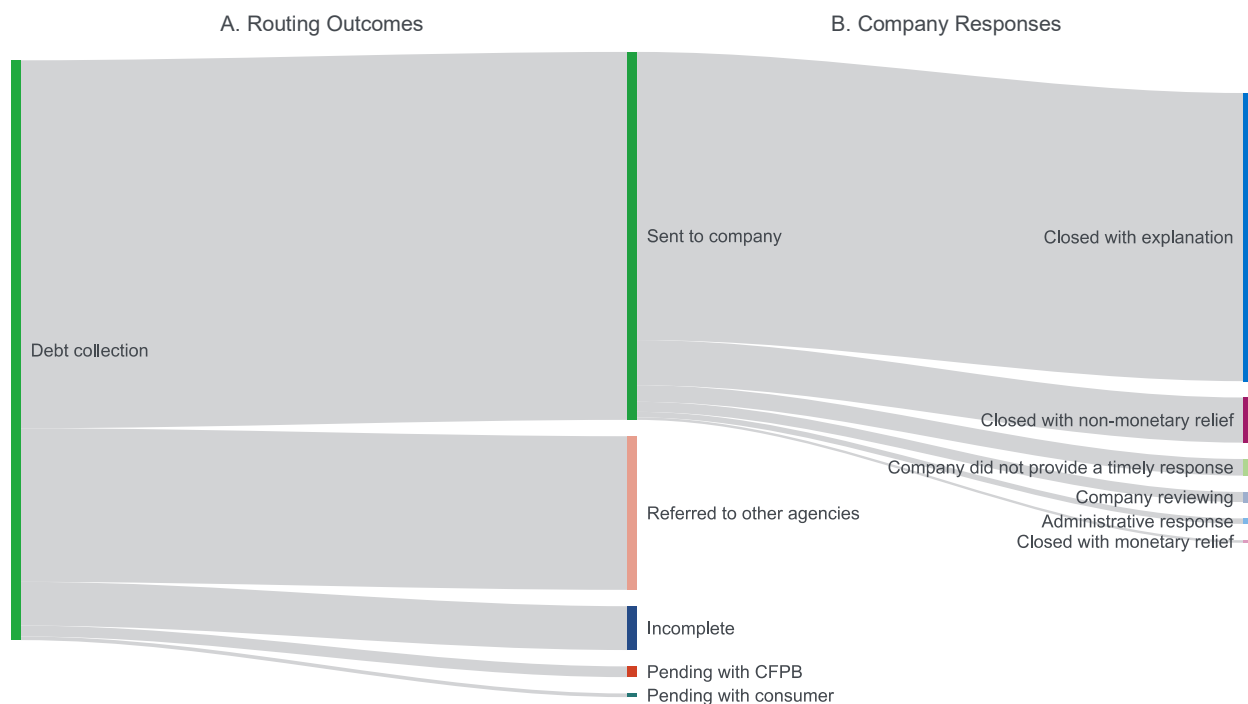 A. Routing Outcomes
B. Company Responses
Debt collection
Sent to company
Referred to other agencies
Incomplete
Pending with CFPB
Pending with consumer
Closed with explanation
Closed with non-monetary relief
Company did not provide a timely response
Company reviewing
Administrative response
Closed with monetary relief